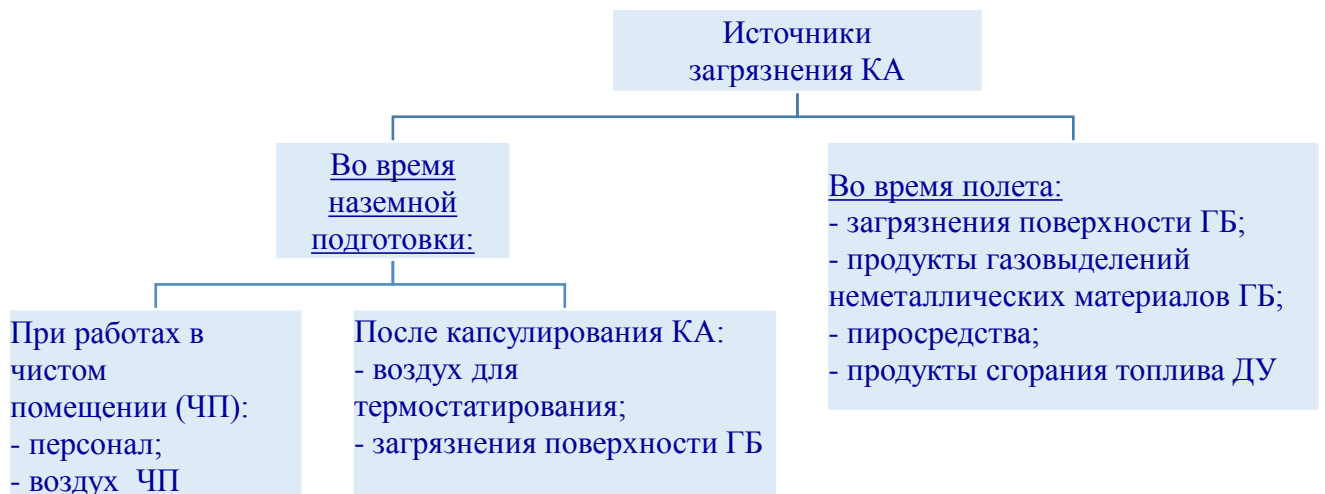 Источники
загрязнения КА
Во время
наземной
подготовки:
При работах в
чистом
помещении (ЧП):
- персонал;
- воздух ЧП
После капсулирования КА:
- воздух для
термостатирования;
- загрязнения поверхности ГБ
Во время полета:
- загрязнения поверхности ГБ;
- продукты газовыделений
неметаллических материалов ГБ;
- пиросредства;
- продукты сгорания топлива ДУ